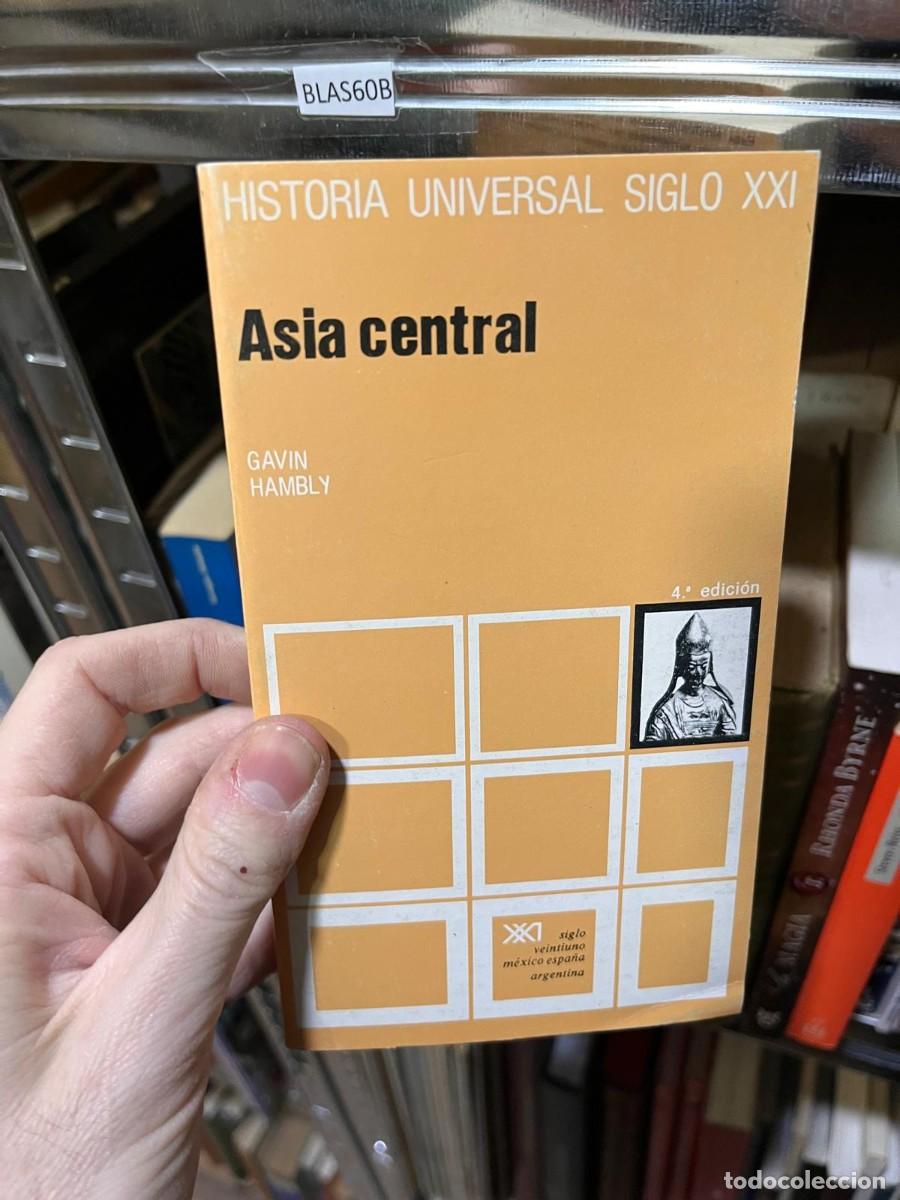 BLAS60B
HISTORIA UNIVERSAL SIGLO XXI
Asia central
GAVIN
HAMBLY
4.ª edición
siglo
veintiuno
méxico españa
argentina
RHONDA BYRNE
MAGIA
todocoleccion